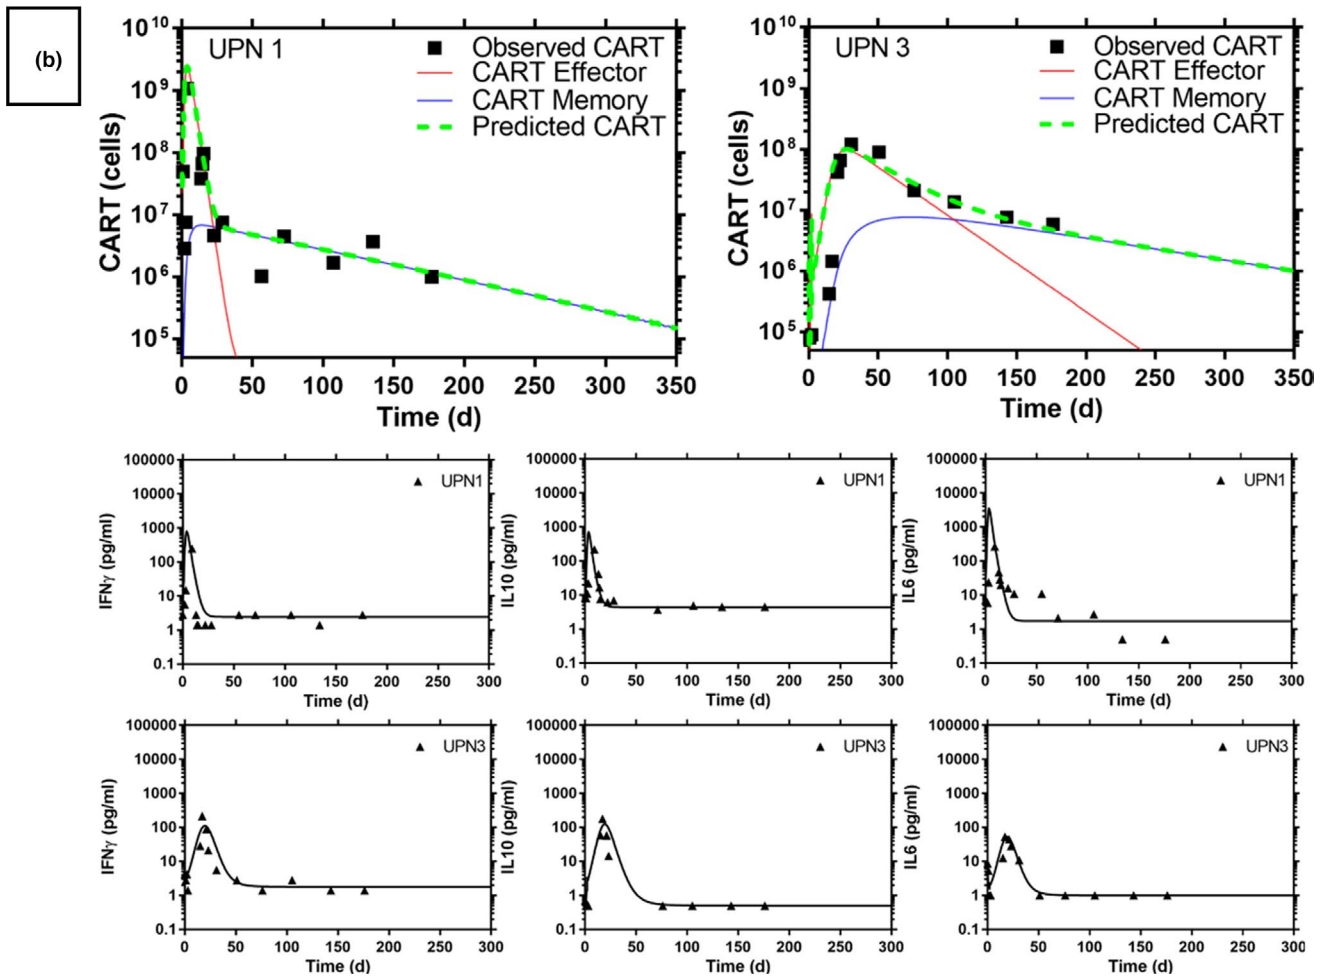 (b)
UPN 1
Observed CART
CART Effector
CART Memory
Predicted CART
CART (cells)
10^10
10^9
10^8
10^7
10^6
10^5
0 50 100 150 200 250 300 350
Time (d)
UPN 3
Observed CART
CART Effector
CART Memory
Predicted CART
CART (cells)
10^10
10^9
10^8
10^7
10^6
10^5
0 50 100 150 200 250 300 350
Time (d)
UPN1
IFNγ (pg/ml)
100000
10000
1000
100
10
1
0.1
0 50 100 150 200 250 300
Time (d)
UPN1
IL10 (pg/ml)
100000
10000
1000
100
10
1
0.1
0 50 100 150 200 250 300
Time (d)
UPN1
IL6 (pg/ml)
100000
10000
1000
100
10
1
0.1
0 50 100 150 200 250 300
Time (d)
UPN3
IFNγ (pg/ml)
100000
10000
1000
100
10
1
0.1
0 50 100 150 200 250 300
Time (d)
UPN3
IL10 (pg/ml)
100000
10000
1000
100
10
1
0.1
0 50 100 150 200 250 300
Time (d)
UPN3
IL6 (pg/ml)
100000
10000
1000
100
10
1
0.1
0 50 100 150 200 250 300
Time (d)